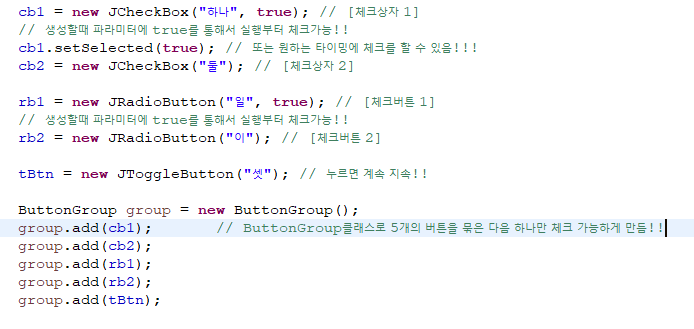 cb1 = new JCheckBox("하나", true); // [체크상자 1]
// 생성할때 파라미터에 true를 통해서 실행부터 체크가능!!
cb1.setSelected(true); // 또는 원하는 타이밍에 체크를 할 수 있음!!!
cb2 = new JCheckBox("둘"); // [체크상자 2]
rb1 = new JRadioButton("일", true); // [체크버튼 1]
// 생성할때 파라미터에 true를 통해서 실행부터 체크가능!!
rb2 = new JRadioButton("이"); // [체크버튼 2]
tBtn = new JToggleButton("셋"); // 누르면 계속 지속!!
ButtonGroup group = new ButtonGroup();
group.add(cb1); // ButtonGroup클래스로 5개의 버튼을 묶은 다음 하나만 체크 가능하게 만듬!!
group.add(cb2);
group.add(rb1);
group.add(rb2);
group.add(tBtn);